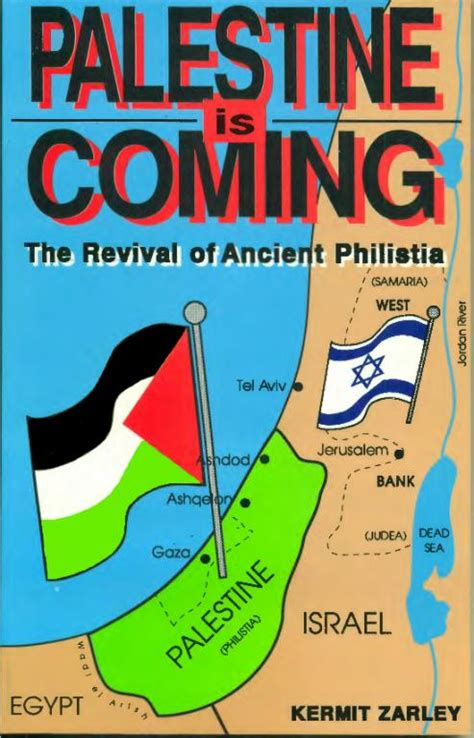 PALESTINE
is
COMING
The Revival of Ancient Philistia
(SAMARIA)
WEST
Jordan River
Tel Aviv
Ashdod
Jerusalem
BANK
Ashqelon
(JUDEA)
DEAD
SEA
Gaza
PALESTINE
(PHILISTIA)
ISRAEL
Wadi el Arish
EGYPT
KERMIT ZARLEY